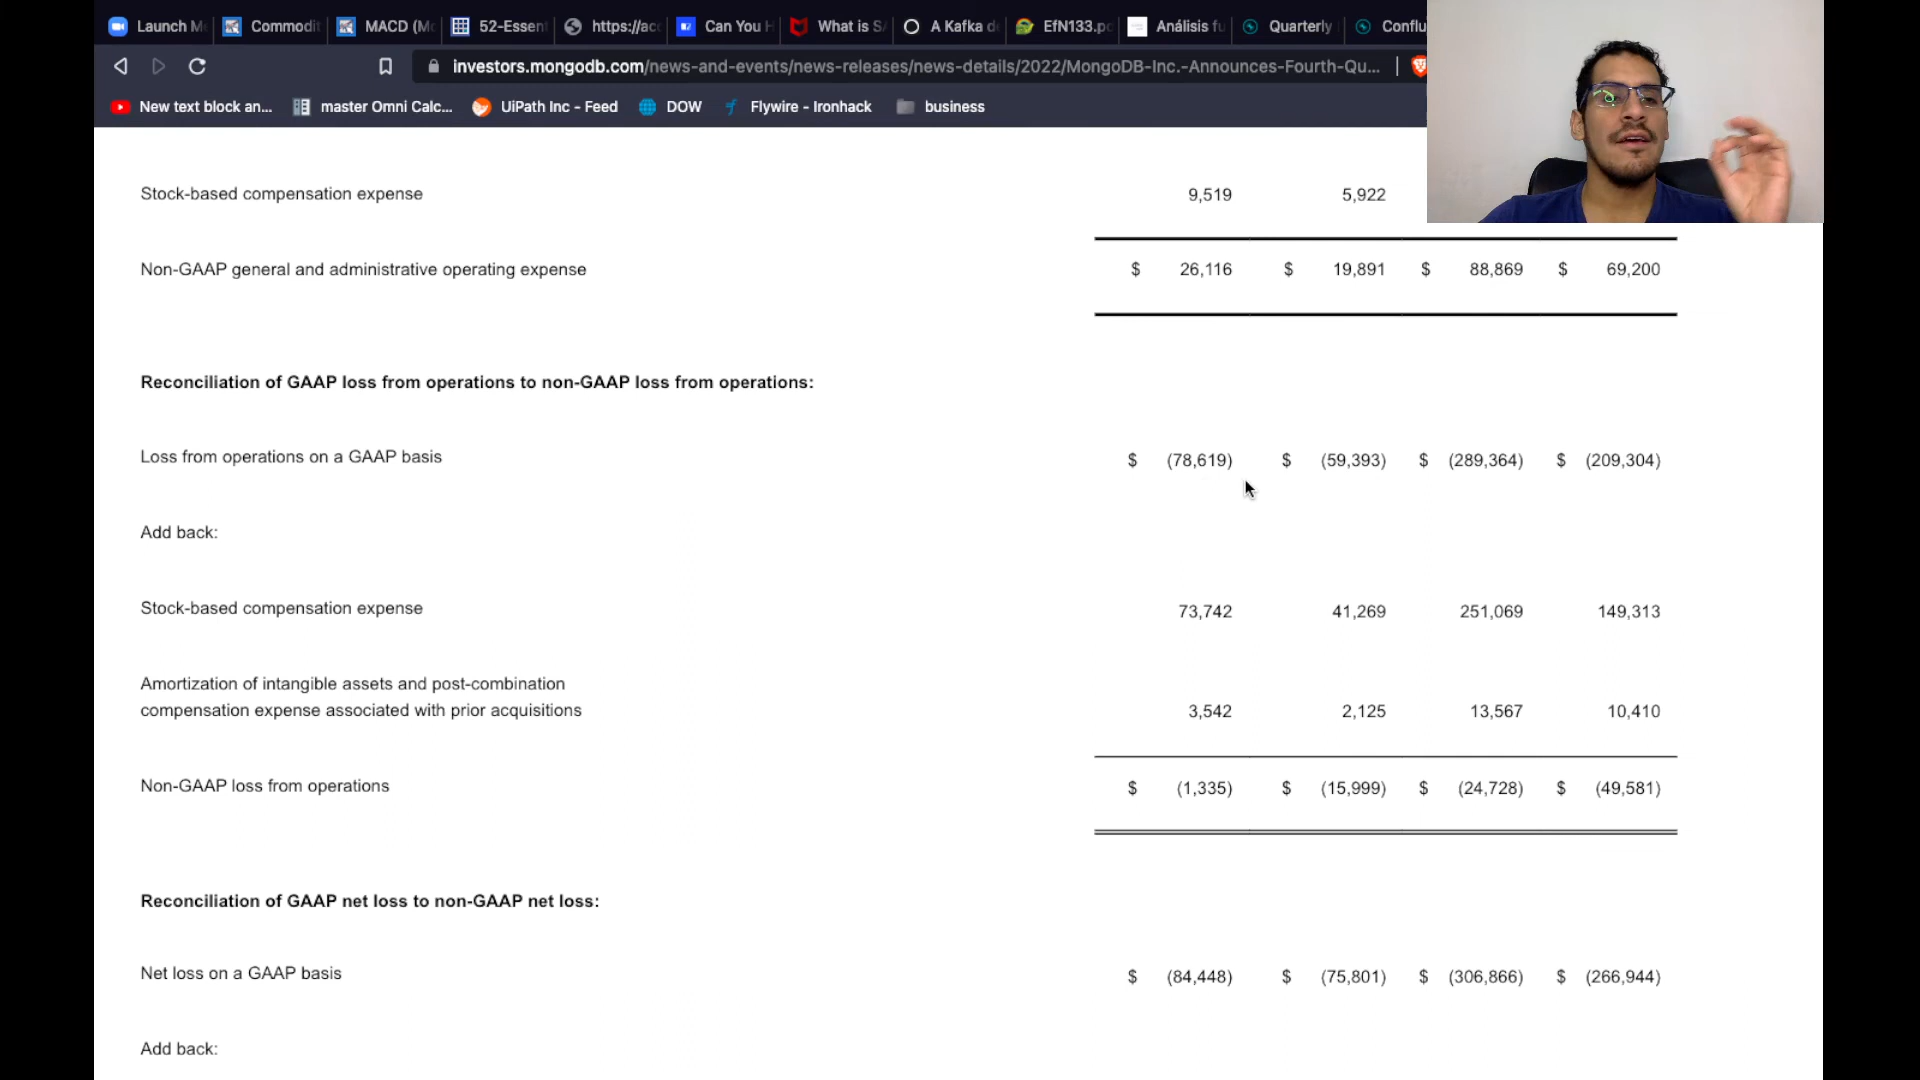 Launch M
Commodit
MACD (Mo
52-Essen
https://acc
Can You H
What is SA
A Kafka de
EfN133.po
Análisis fu
Quarterly
Conflu
investors.mongodb.com/news-and-events/news-releases/news-details/2022/MongoDB-Inc.-Announces-Fourth-Qu...
New text block an...
master Omni Calc...
UiPath Inc - Feed
DOW
Flywire - Ironhack
business
Stock-based compensation expense 9,519 5,922
Non-GAAP general and administrative operating expense $ 26,116 $ 19,891 $ 88,869 $ 69,200
Reconciliation of GAAP loss from operations to non-GAAP loss from operations:
Loss from operations on a GAAP basis $ (78,619) $ (59,393) $ (289,364) $ (209,304)
Add back:
Stock-based compensation expense 73,742 41,269 251,069 149,313
Amortization of intangible assets and post-combination
compensation expense associated with prior acquisitions 3,542 2,125 13,567 10,410
Non-GAAP loss from operations $ (1,335) $ (15,999) $ (24,728) $ (49,581)
Reconciliation of GAAP net loss to non-GAAP net loss:
Net loss on a GAAP basis $ (84,448) $ (75,801) $ (306,866) $ (266,944)
Add back: